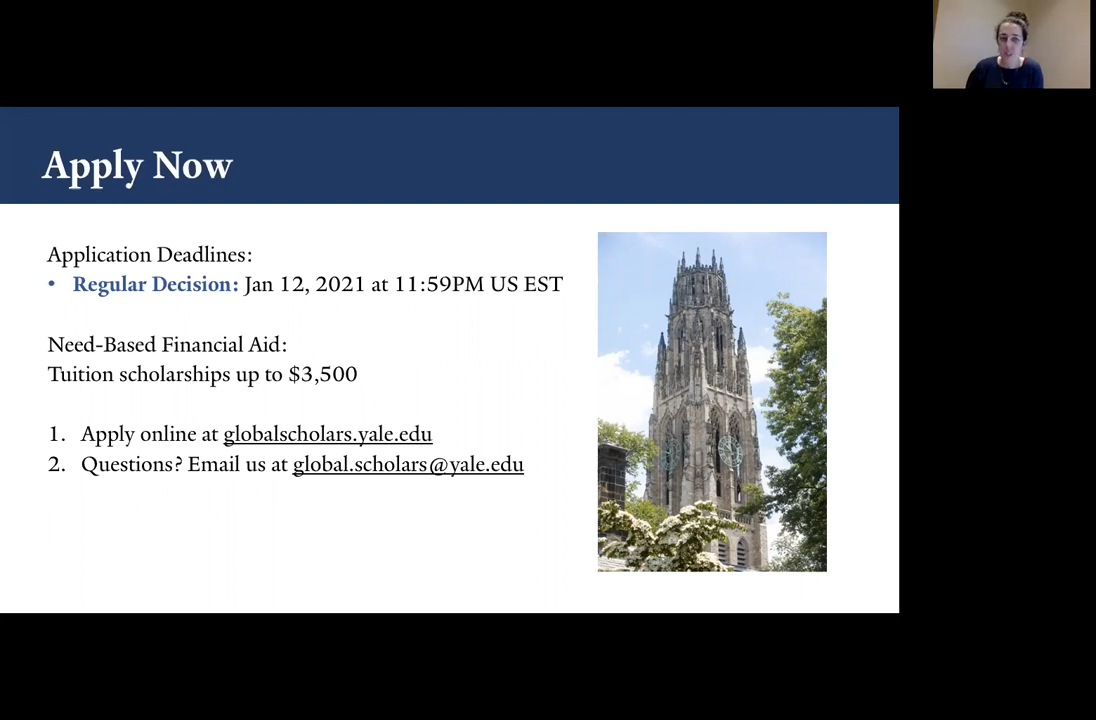 Apply Now
Application Deadlines:
• Regular Decision: Jan 12, 2021 at 11:59PM US EST
Need-Based Financial Aid:
Tuition scholarships up to $3,500
1. Apply online at globalscholars.yale.edu
2. Questions? Email us at global.scholars@yale.edu